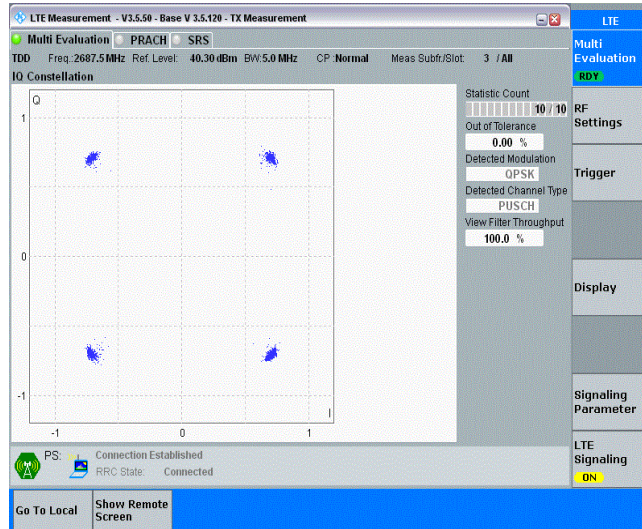 LTE Measurement - V3.5.50 - Base V 3.5.120 - TX Measurement
LTE
Multi Evaluation PRACH SRS
TDD Freq.:2687.5 MHz Ref. Level: 40.30 dBm BW:5.0 MHz CP :Normal Meas Subfr./Slot: 3 / All
IQ Constellation
Q
1
0
-1
-1 0 1
I
Statistic Count
10 / 10
Out of Tolerance
0.00 %
Detected Modulation
QPSK
Detected Channel Type
PUSCH
View Filter Throughput
100.0 %
PS: Connection Established
RRC State: Connected
Multi
Evaluation
RDY
RF
Settings
Trigger
Display
Signaling
Parameter
LTE
Signaling
ON
Go To Local
Show Remote
Screen